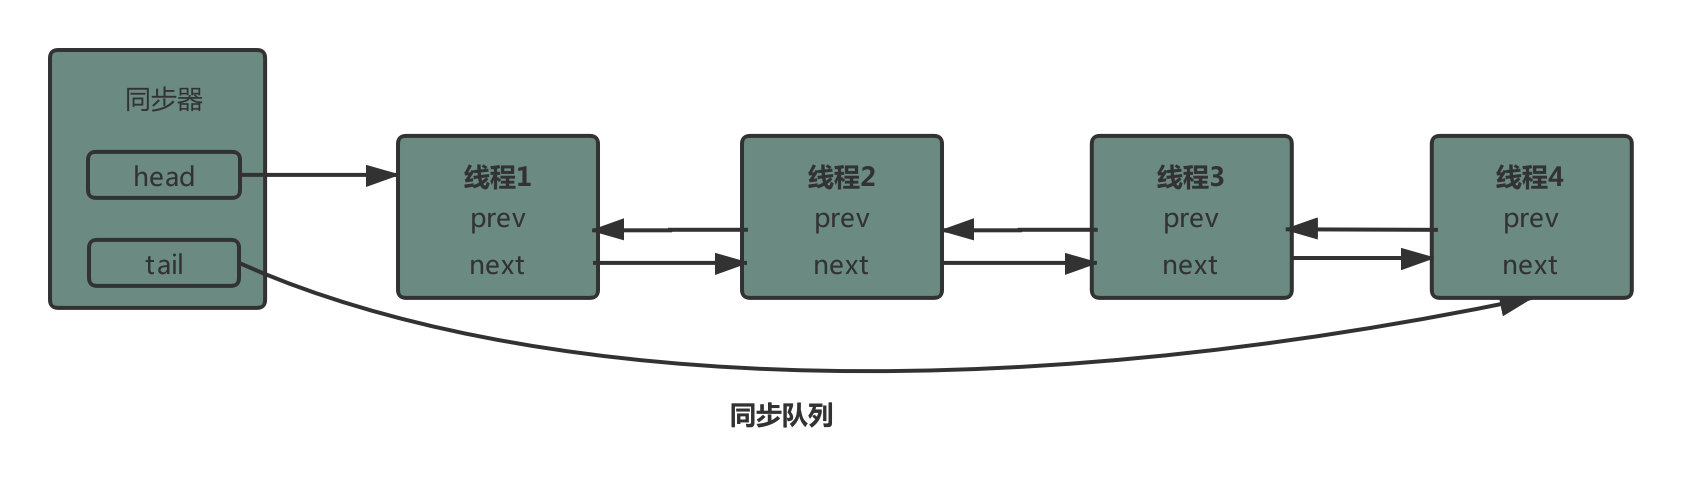 同步器
head
tail
线程1
prev
next
线程2
prev
next
线程3
prev
next
线程4
prev
next
同步队列